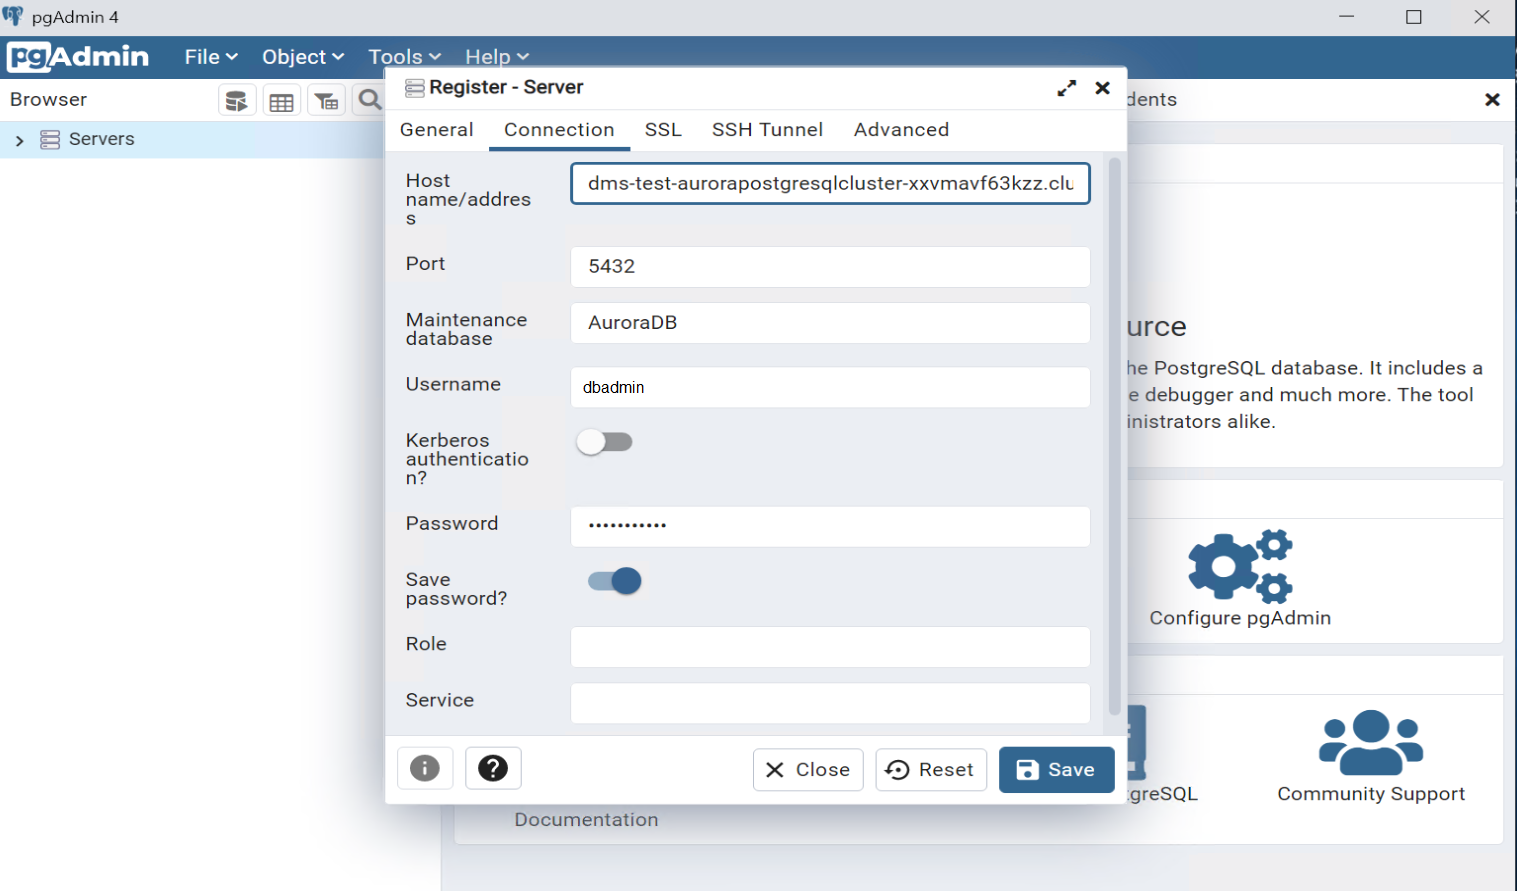 pgAdmin 4
pgAdmin File Object Tools Help
Browser
Servers
Register - Server
General Connection SSL SSH Tunnel Advanced
Host
name/addres
s
dms-test-aurorapostgresqlcluster-xxvmavf63kzz.clu
Port
5432
Maintenance
database
AuroraDB
Username
dbadmin
Kerberos
authenticatio
n?
Password
•••••••••••
Save
password?
Role
Service
Close Reset Save
dents
urce
he PostgreSQL database. It includes a
e debugger and much more. The tool
inistrators alike.
Configure pgAdmin
tgreSQL
Community Support
Documentation